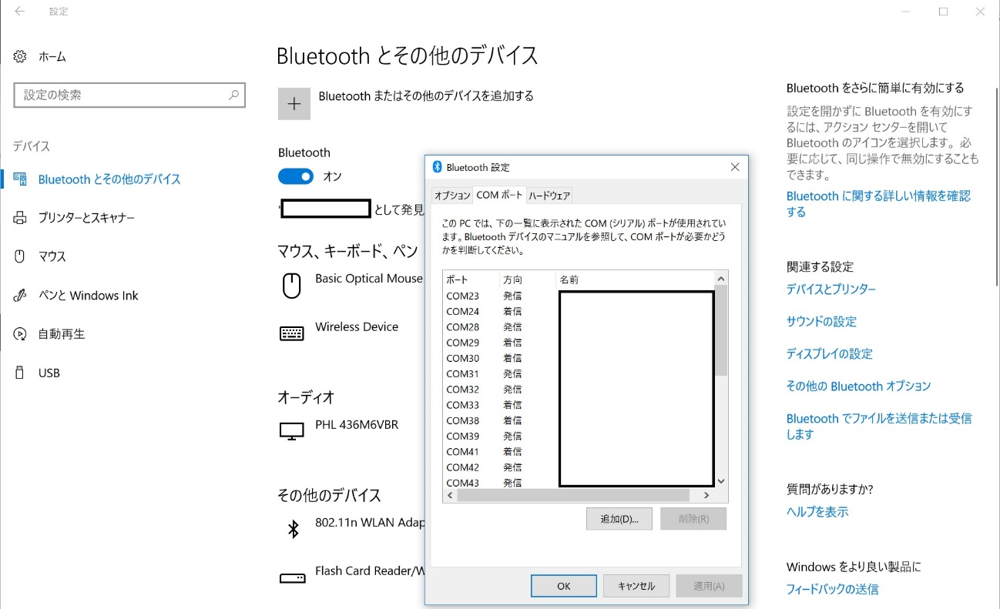 設定
ホーム
設定の検索
デバイス
Bluetooth とその他のデバイス
プリンターとスキャナー
マウス
ペンと Windows Ink
自動再生
USB
Bluetooth とその他のデバイス
Bluetooth またはその他のデバイスを追加する
Bluetooth
オン
として発見
マウス、キーボード、ペン
Basic Optical Mouse
Wireless Device
オーディオ
PHL 436M6VBR
その他のデバイス
802.11n WLAN Adap
Flash Card Reader/W
Bluetooth 設定
オプション COM ポート ハードウェア
この PC では、下の一覧に表示された COM (シリアル) ポートが使用されてい
ます。Bluetooth デバイスのマニュアルを参照して、COM ポートが必要かどう
かを判断してください。
ポート 方向 名前
COM23 発信
COM24 着信
COM28 発信
COM29 着信
COM30 着信
COM31 発信
COM32 発信
COM33 着信
COM38 着信
COM39 発信
COM41 着信
COM42 発信
COM43 発信
追加(D)... 削除(R)
OK キャンセル 適用(A)
Bluetooth をさらに簡単に有効にする
設定を開かずに Bluetooth を有効にす
るには、アクション センターを開いて
Bluetooth のアイコンを選択します。必
要に応じて、同じ操作で無効にすることも
できます。
Bluetooth に関する詳しい情報を確認
する
関連する設定
デバイスとプリンター
サウンドの設定
ディスプレイの設定
その他の Bluetooth オプション
Bluetooth でファイルを送信または受信
します
質問がありますか?
ヘルプを表示
Windows をより良い製品に
フィードバックの送信